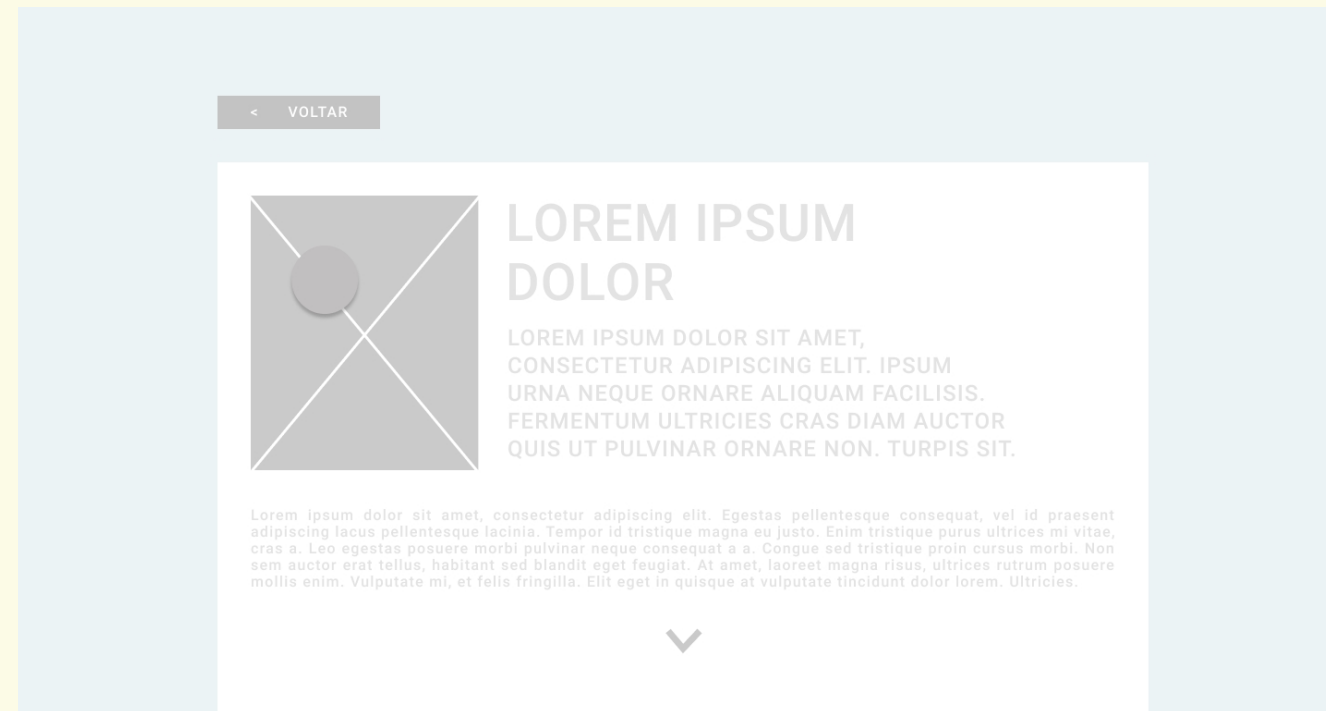 < VOLTAR
LOREM IPSUM
DOLOR
LOREM IPSUM DOLOR SIT AMET,
CONSECTETUR ADIPISCING ELIT. IPSUM
URNA NEQUE ORNARE ALIQUAM FACILISIS.
FERMENTUM ULTRICIES CRAS DIAM AUCTOR
QUIS UT PULVINAR ORNARE NON. TURPIS SIT.
Lorem ipsum dolor sit amet, consectetur adipiscing elit. Egestas pellentesque consequat, vel id praesent
adipiscing lacus pellentesque lacinia. Tempor id tristique magna eu justo. Enim tristique purus ultrices mi vitae,
cras a. Leo egestas posuere morbi pulvinar neque consequat a a. Congue sed tristique proin cursus morbi. Non
sem auctor erat tellus, habitant sed blandit eget feugiat. At amet, laoreet magna risus, ultrices rutrum posuere
mollis enim. Vulputate mi, et felis fringilla. Elit eget in quisque at vulputate tincidunt dolor lorem. Ultricies.